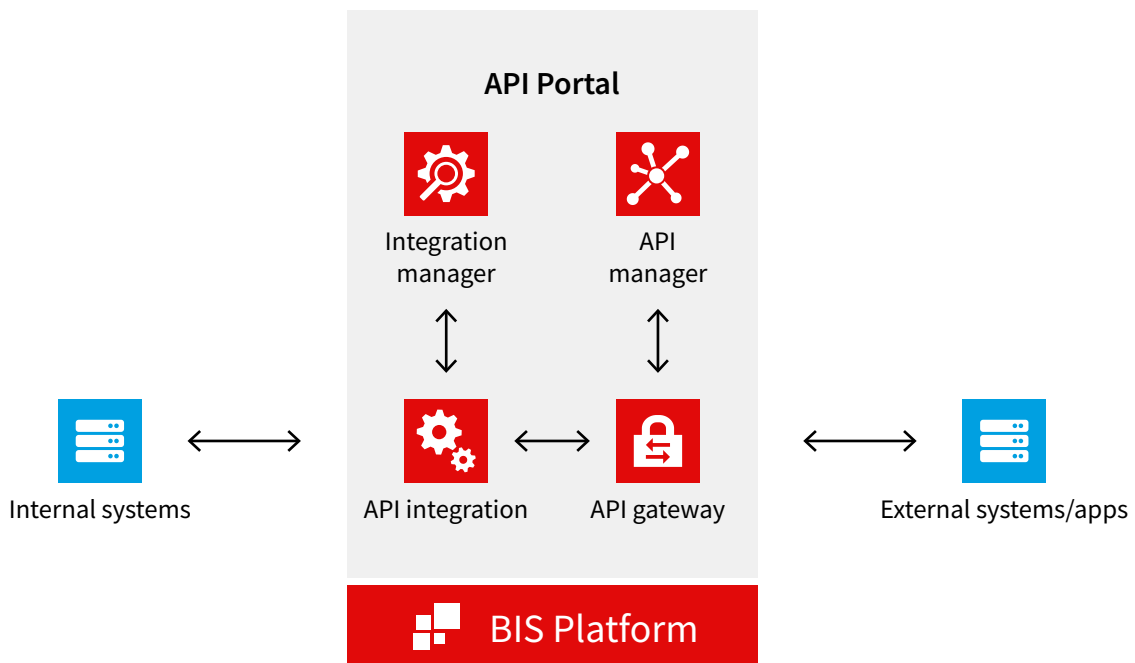 API Portal
Integration
manager
API
manager
Internal systems
API integration
API gateway
External systems/apps
BIS Platform